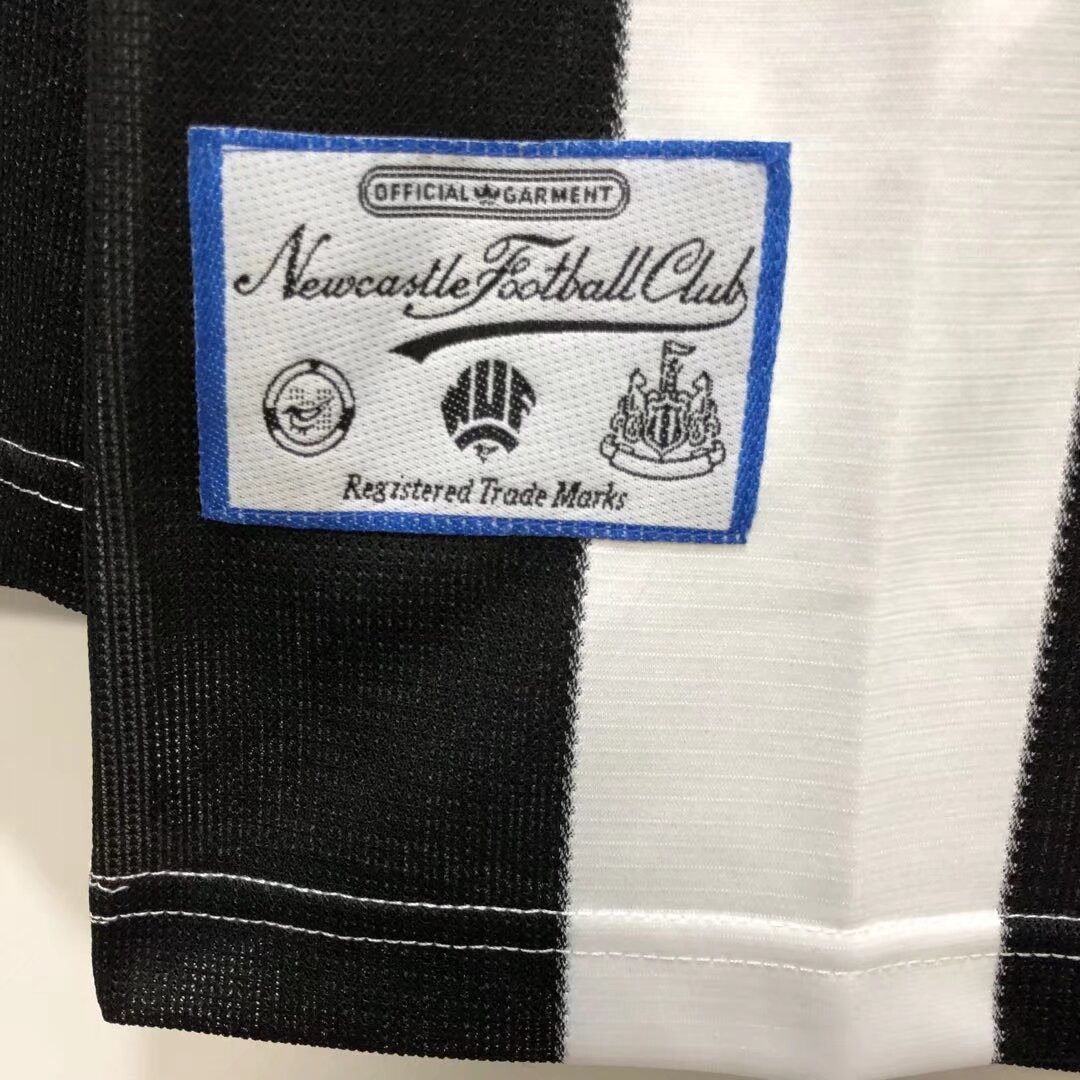 OFFICIAL GARMENT
Newcastle Football Club
NUF
Registered Trade Marks